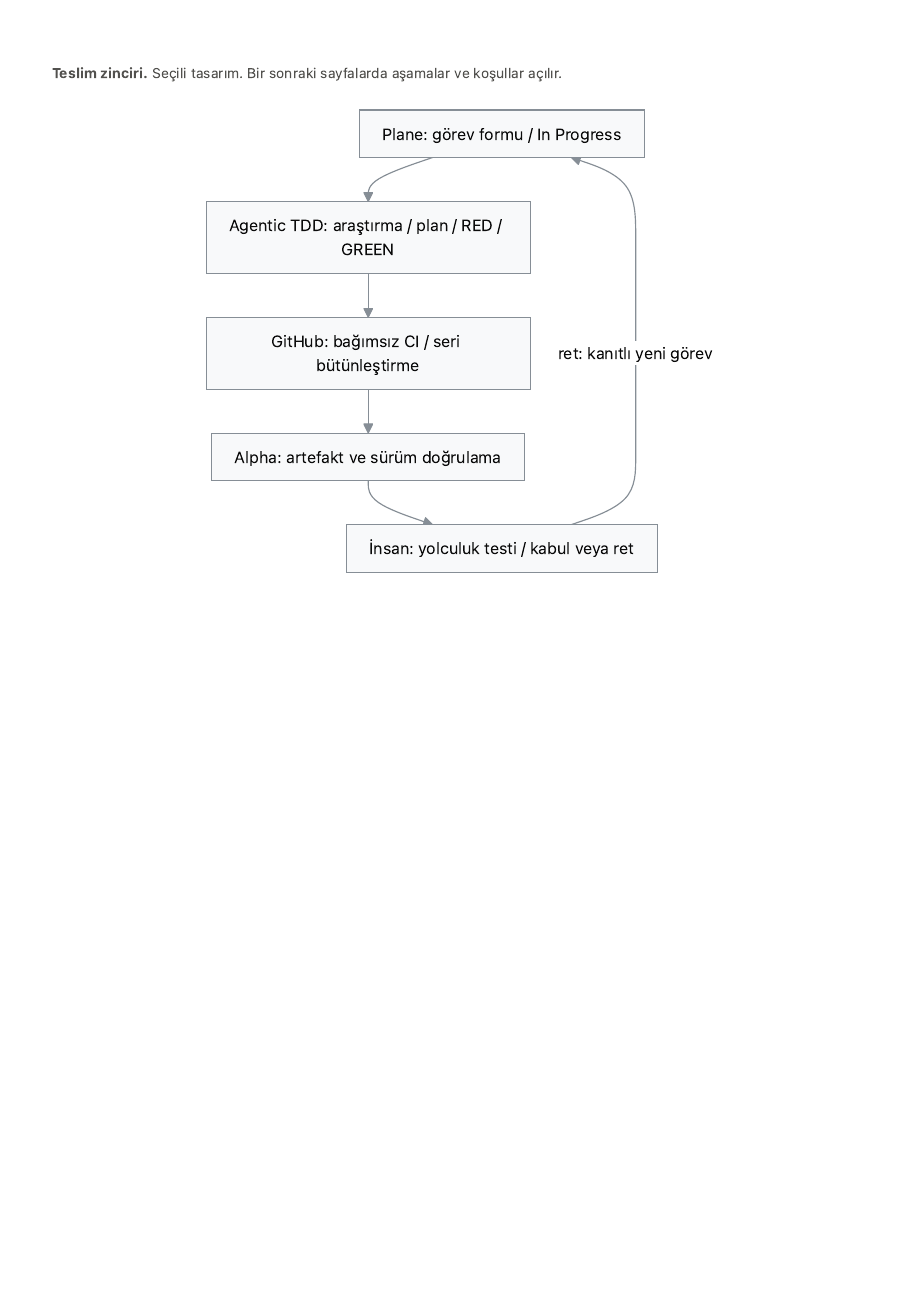 Teslim zinciri. Seçili tasarım. Bir sonraki sayfalarda aşamalar ve koşullar açılır.
Plane: görev formu / In Progress
Agentic TDD: araştırma / plan / RED /
GREEN
GitHub: bağımsız CI / seri
bütünleştirme
ret: kanıtlı yeni görev
Alpha: artefakt ve sürüm doğrulama
İnsan: yolculuk testi / kabul veya ret